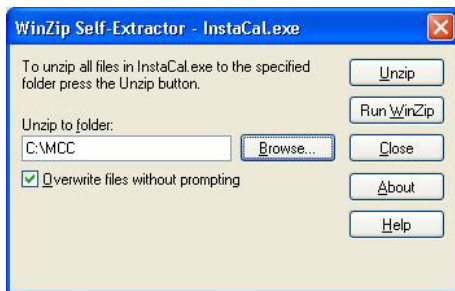 WinZip Self-Extractor - InstaCal.exe
To unzip all files in InstaCal.exe to the specified
folder press the Unzip button.
Unzip to folder:
C:\MCC
Browse...
Overwrite files without prompting
Unzip
Run WinZip
Close
About
Help